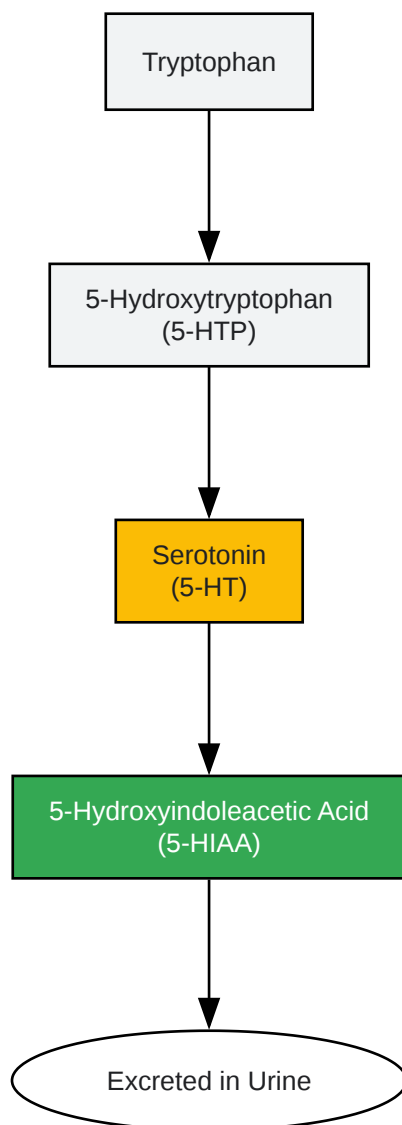 Tryptophan
5-Hydroxytryptophan
(5-HTP)
Serotonin
(5-HT)
5-Hydroxyindoleacetic Acid
(5-HIAA)
Excreted in Urine